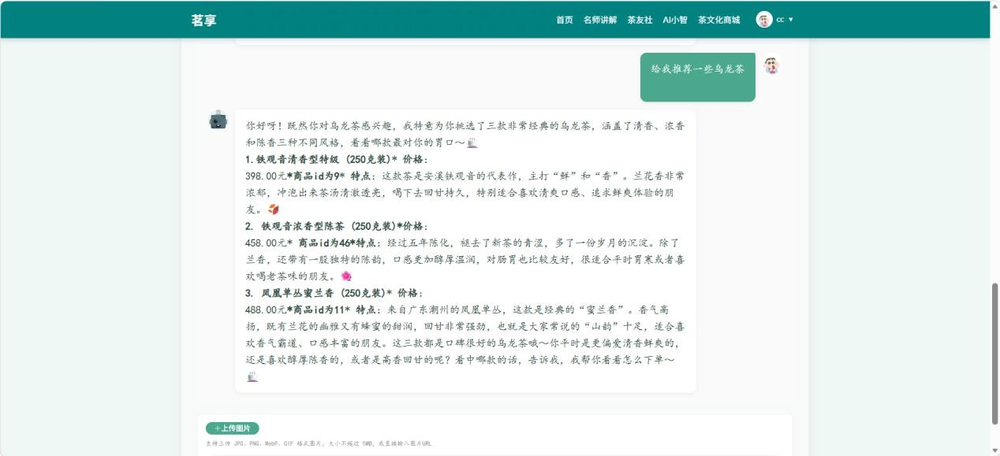 茗享
首页 名师讲解 茶友社 AI小智 茶文化商城 cc ▼
给我推荐一些乌龙茶
你好呀！既然你对乌龙茶感兴趣，我特意为你挑选了三款非常经典的乌龙茶，涵盖了清香、浓香
和陈香三种不同风格，看看哪款最对你的胃口～
1.铁观音清香型特级 (250克装)* 价格:
398.00元*商品id为9* 特点: 这款茶是安溪铁观音的代表作，主打“鲜”和“香”。兰花香非常
浓郁，冲泡出来茶汤清澈透亮，喝下去回甘持久，特别适合喜欢清爽口感、追求鲜爽体验的朋
友。
2. 铁观音浓香型陈茶 (250克装)*价格:
458.00元* 商品id为46*特点: 经过五年陈化，褪去了新茶的青涩，多了一份岁月的沉淀。除了
兰香，还带有一股独特的陈韵，口感更加醇厚温润，对肠胃也比较友好，很适合平时胃寒或者喜
欢喝老茶味的朋友。
3. 凤凰单丛蜜兰香 (250克装)* 价格:
488.00元*商品id为11* 特点: 来自广东潮州的凤凰单丛，这款是经典的“蜜兰香”。香气高
扬，既有兰花的幽雅又有蜂蜜的甜润，回甘非常强劲，也就是大家常说的“山韵”十足，适合喜
欢香气霸道、口感丰富的朋友。这三款都是口碑很好的乌龙茶哦～你平时是更偏爱清香鲜爽的，
还是喜欢醇厚陈香的，或者是高香回甘的呢？看中哪款的话，告诉我，我帮你看看怎么下单～
＋上传图片
支持上传 JPG、PNG、WebP、GIF 格式图片，大小不超过 5MB，或直接输入图片URL